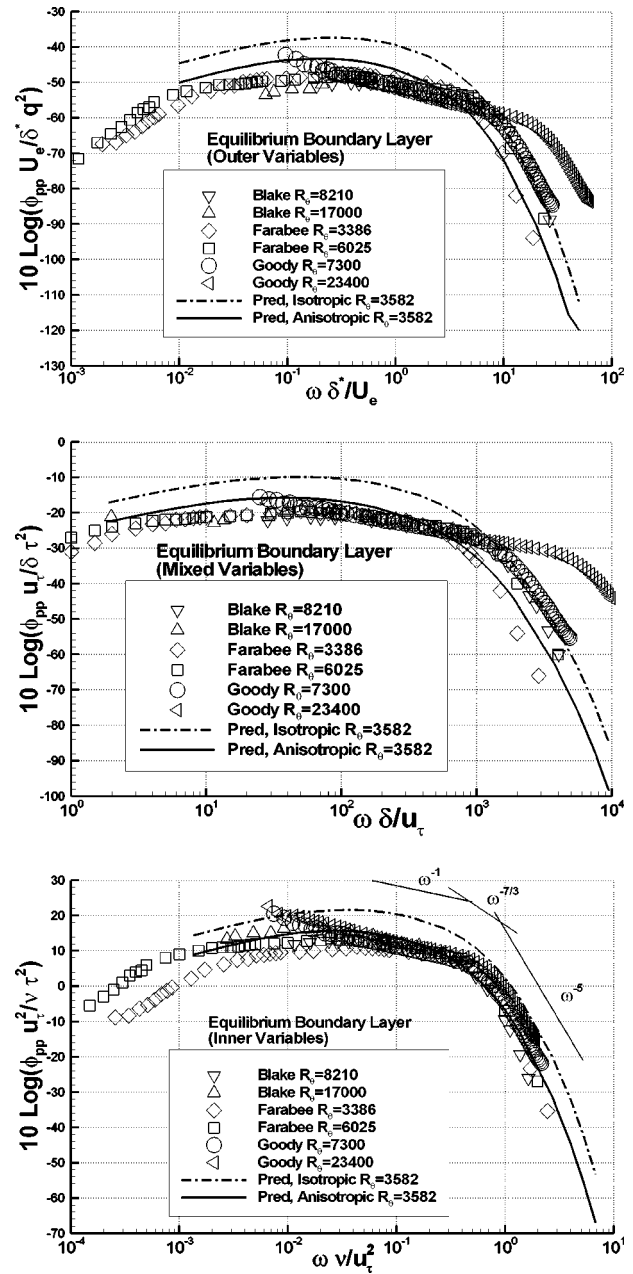 -10
-20
-30
-40
-50
-60
-70
-80
-90
-100
-110
-120
-130
10 Log(ϕpp Ue/δ* q²)
Equilibrium Boundary Layer
(Outer Variables)
Blake Rθ=8210
Blake Rθ=17000
Farabee Rθ=3386
Farabee Rθ=6025
Goody Rθ=7300
Goody Rθ=23400
Pred, Isotropic Rθ=3582
Pred, Anisotropic Rθ=3582
10⁻³ 10⁻² 10⁻¹ 10⁰ 10¹ 10²
ω δ*/Ue
0
-10
-20
-30
-40
-50
-60
-70
-80
-90
-100
10 Log(ϕpp uτ/δ τ²)
Equilibrium Boundary Layer
(Mixed Variables)
Blake Rθ=8210
Blake Rθ=17000
Farabee Rθ=3386
Farabee Rθ=6025
Goody Rθ=7300
Goody Rθ=23400
Pred, Isotropic Rθ=3582
Pred, Anisotropic Rθ=3582
10⁰ 10¹ 10² 10³ 10⁴
ω δ/uτ
30
20
10
0
-10
-20
-30
-40
-50
-60
-70
10 Log(ϕpp uτ²/ν τ²)
ω⁻¹
ω⁻⁷/³
ω⁻⁵
Equilibrium Boundary Layer
(Inner Variables)
Blake Rθ=8210
Blake Rθ=17000
Farabee Rθ=3386
Farabee Rθ=6025
Goody Rθ=7300
Goody Rθ=23400
Pred, Isotropic Rθ=3582
Pred, Anisotropic Rθ=3582
10⁻⁴ 10⁻³ 10⁻² 10⁻¹ 10⁰ 10¹
ω ν/uτ²